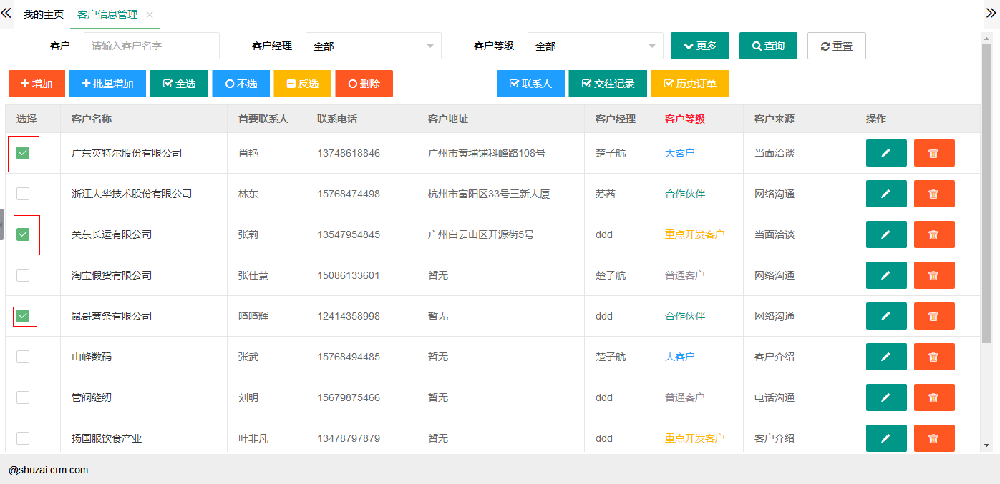 我的主页 客户信息管理
客户: 请输入客户名字 客户经理: 全部 客户等级: 全部 更多 查询 重置
增加 批量增加 全选 不选 反选 删除 联系人 交往记录 历史订单
选择 客户名称 首要联系人 联系电话 客户地址 客户经理 客户等级 客户来源 操作
广东英特尔股份有限公司 肖艳 13748618846 广州市黄埔铺科峰路108号 楚子航 大客户 当面洽谈
浙江大华技术股份有限公司 林东 15768474498 杭州市富阳区33号三新大厦 苏茜 合作伙伴 网络沟通
关东长运有限公司 张莉 13547954845 广州白云山区开源街5号 ddd 重点开发客户 当面洽谈
淘宝假货有限公司 张佳慧 15086133601 暂无 楚子航 普通客户 网络沟通
鼠哥薯条有限公司 喳喳辉 12414358998 暂无 ddd 合作伙伴 网络沟通
山峰数码 张武 15768494485 暂无 楚子航 大客户 客户介绍
管阀缝纫 刘明 15679875466 暂无 ddd 普通客户 电话沟通
扬国服饮食产业 叶非凡 13478797879 暂无 ddd 重点开发客户 客户介绍
@shuzai.crm.com